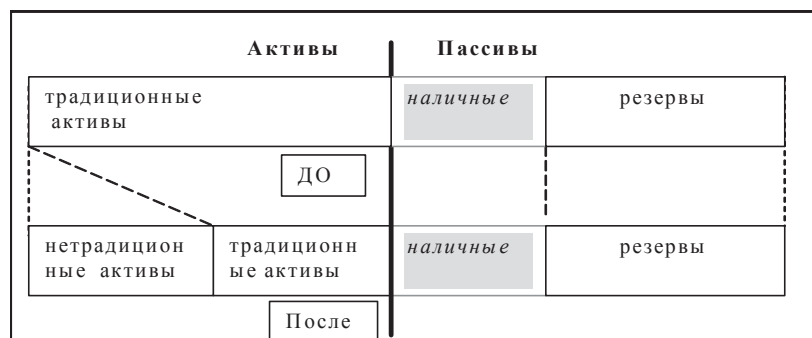 Активы Пассивы
традиционные наличные резервы
активы
ДО
нетрадицион традиционн наличные резервы
ные активы ые активы
После